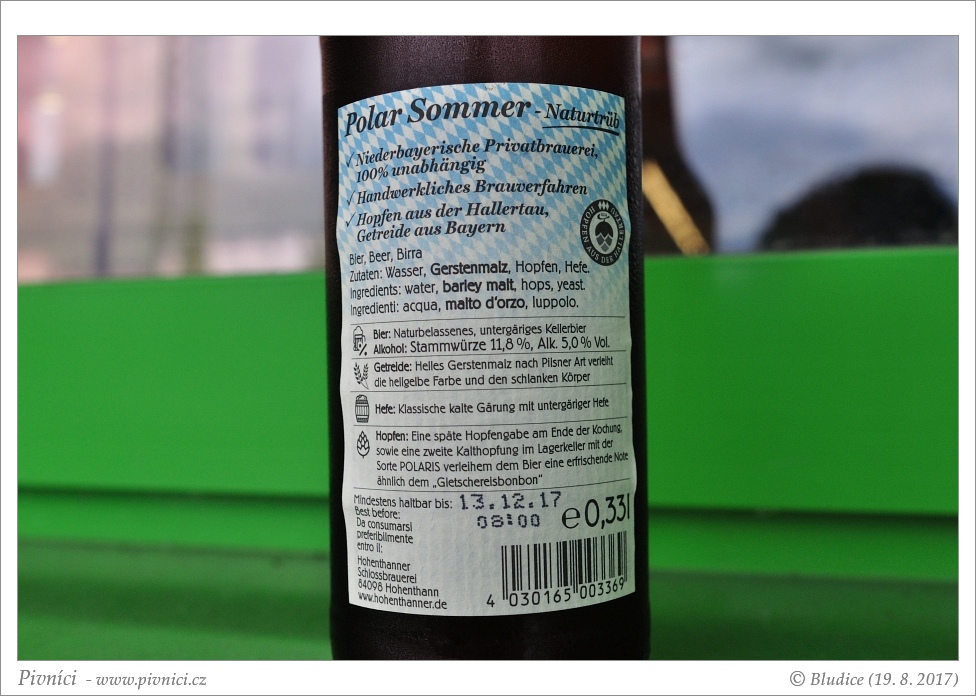 Polar Sommer - Naturtrüb
✓ Niederbayerische Privatbrauerei,
100% unabhängig
✓ Handwerkliches Brauverfahren
✓ Hopfen aus der Hallertau,
Getreide aus Bayern
HOPFEN AUS DER HALLERTAU
Bier, Beer, Birra
Zutaten: Wasser, Gerstenmalz, Hopfen, Hefe.
Ingredients: water, barley malt, hops, yeast.
Ingredienti: acqua, malto d'orzo, luppolo.
Bier: Naturbelassenes, untergäriges Kellerbier
Alkohol: Stammwürze 11,8 %, Alk. 5,0 % Vol.
Getreide: Helles Gerstenmalz nach Pilsner Art verleiht
die hellgelbe Farbe und den schlanken Körper
Hefe: Klassische kalte Gärung mit untergäriger Hefe
Hopfen: Eine späte Hopfengabe am Ende der Kochung,
sowie eine zweite Kalthopfung im Lagerkeller mit der
Sorte POLARIS verleihem dem Bier eine erfrischende Note
ähnlich dem „Gletschereisbonbon“
Mindestens haltbar bis: 13.12.17
Best before: 08:00
Da consumarsi
preferibilmente
entro il:
℮ 0,33l
Hohenthanner
Schlossbrauerei
84098 Hohenthann
www.hohenthanner.de
4 030165 003369
Pivníci - www.pivnici.cz
© Bludice (19. 8. 2017)